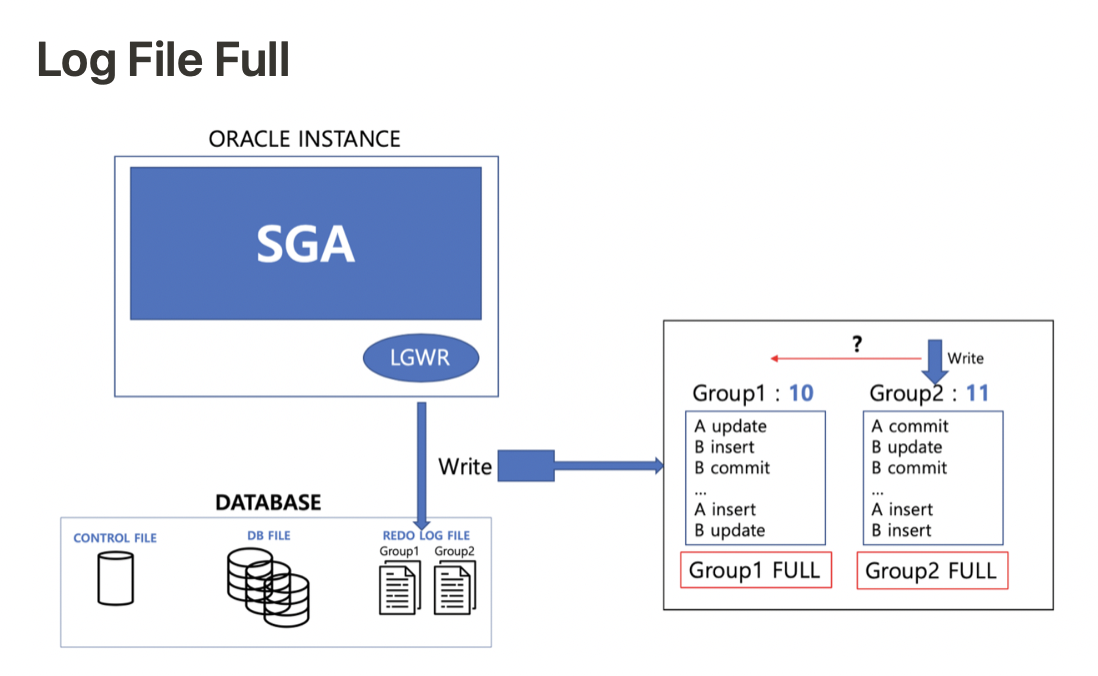 Log File Full
ORACLE INSTANCE
SGA
LGWR
Write
DATABASE
CONTROL FILE
DB FILE
REDO LOG FILE
Group1 Group2
?
Write
Group1 : 10
A update
B insert
B commit
...
A insert
B update
Group1 FULL
Group2 : 11
A commit
B update
B commit
...
A insert
B insert
Group2 FULL